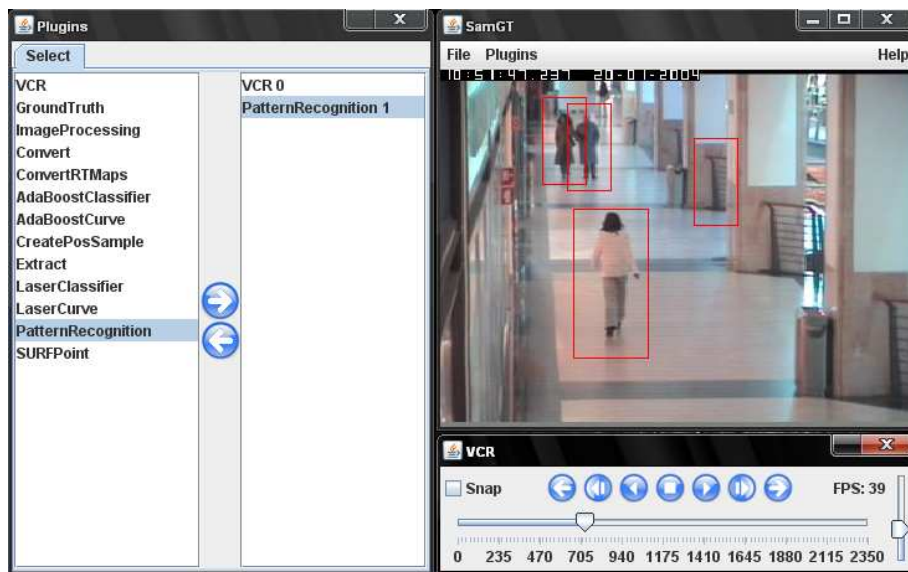 Plugins
X
Select
VCR
GroundTruth
ImageProcessing
Convert
ConvertRTMaps
AdaBoostClassifier
AdaBoostCurve
CreatePosSample
Extract
LaserClassifier
LaserCurve
PatternRecognition
SURFPoint
VCR 0
PatternRecognition 1
SamGT
X
File Plugins Help
10:51:47.237 20-01-2004
VCR
X
Snap FPS: 39
0 235 470 705 940 1175 1410 1645 1880 2115 2350